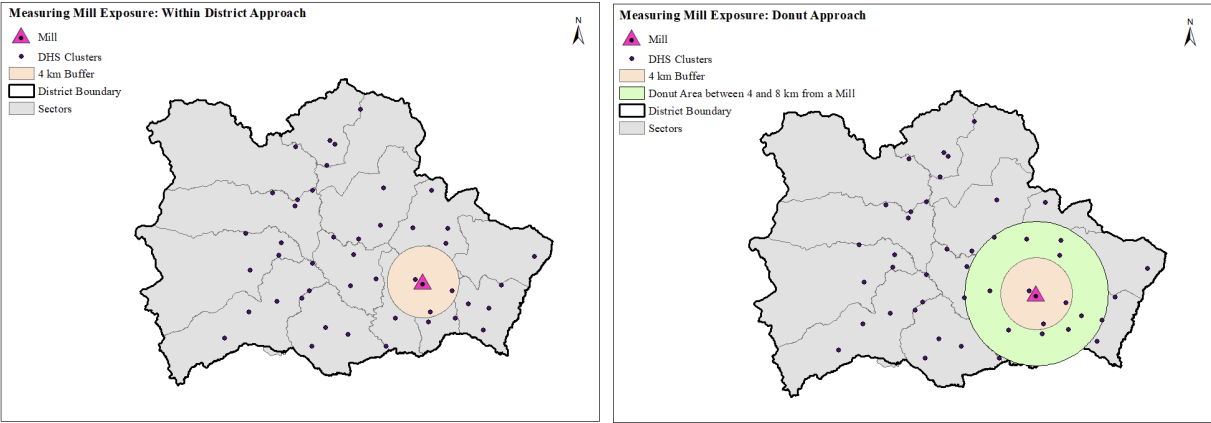 Measuring Mill Exposure: Within District Approach
N
Mill
DHS Clusters
4 km Buffer
District Boundary
Sectors
Measuring Mill Exposure: Donut Approach
N
Mill
DHS Clusters
4 km Buffer
Donut Area between 4 and 8 km from a Mill
District Boundary
Sectors